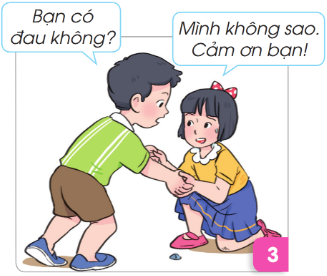 Bạn có
đau không?
Mình không sao.
Cảm ơn bạn!
3